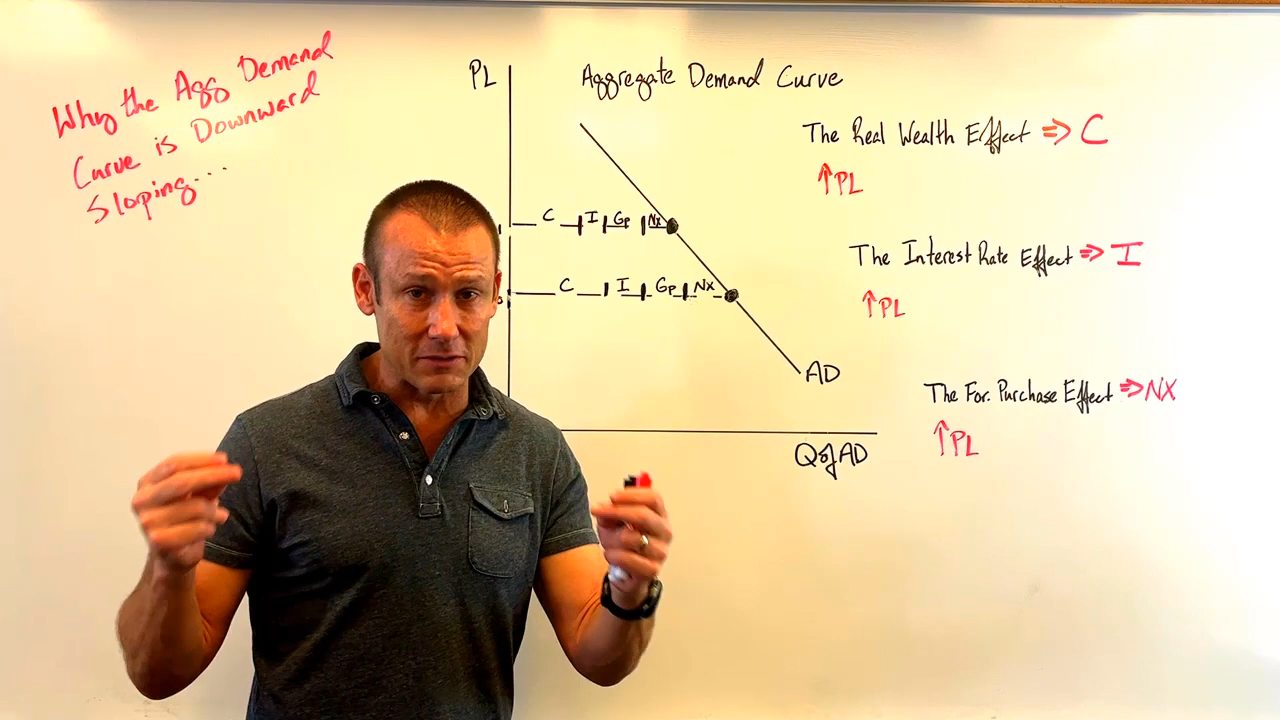 Why the Agg Demand
Curve is Downward
Sloping...
PL
Aggregate Demand Curve
C I Gp Nx
C I Gp Nx
AD
Q of AD
The Real Wealth Effect ⇒ C
↑PL
The Interest Rate Effect ⇒ I
↑PL
The For. Purchase Effect ⇒ NX
↑PL